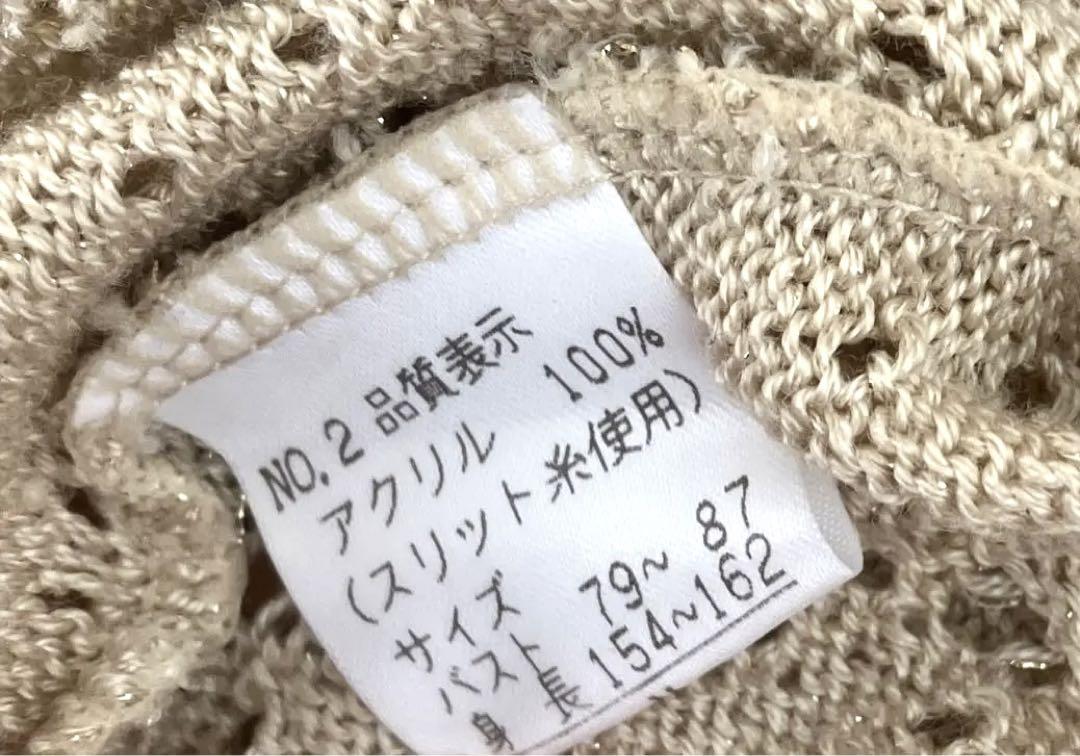 NO.2 品質表示
アクリル 100%
(スリット糸使用)
サイズ
バスト 79~ 87
身長 154~162